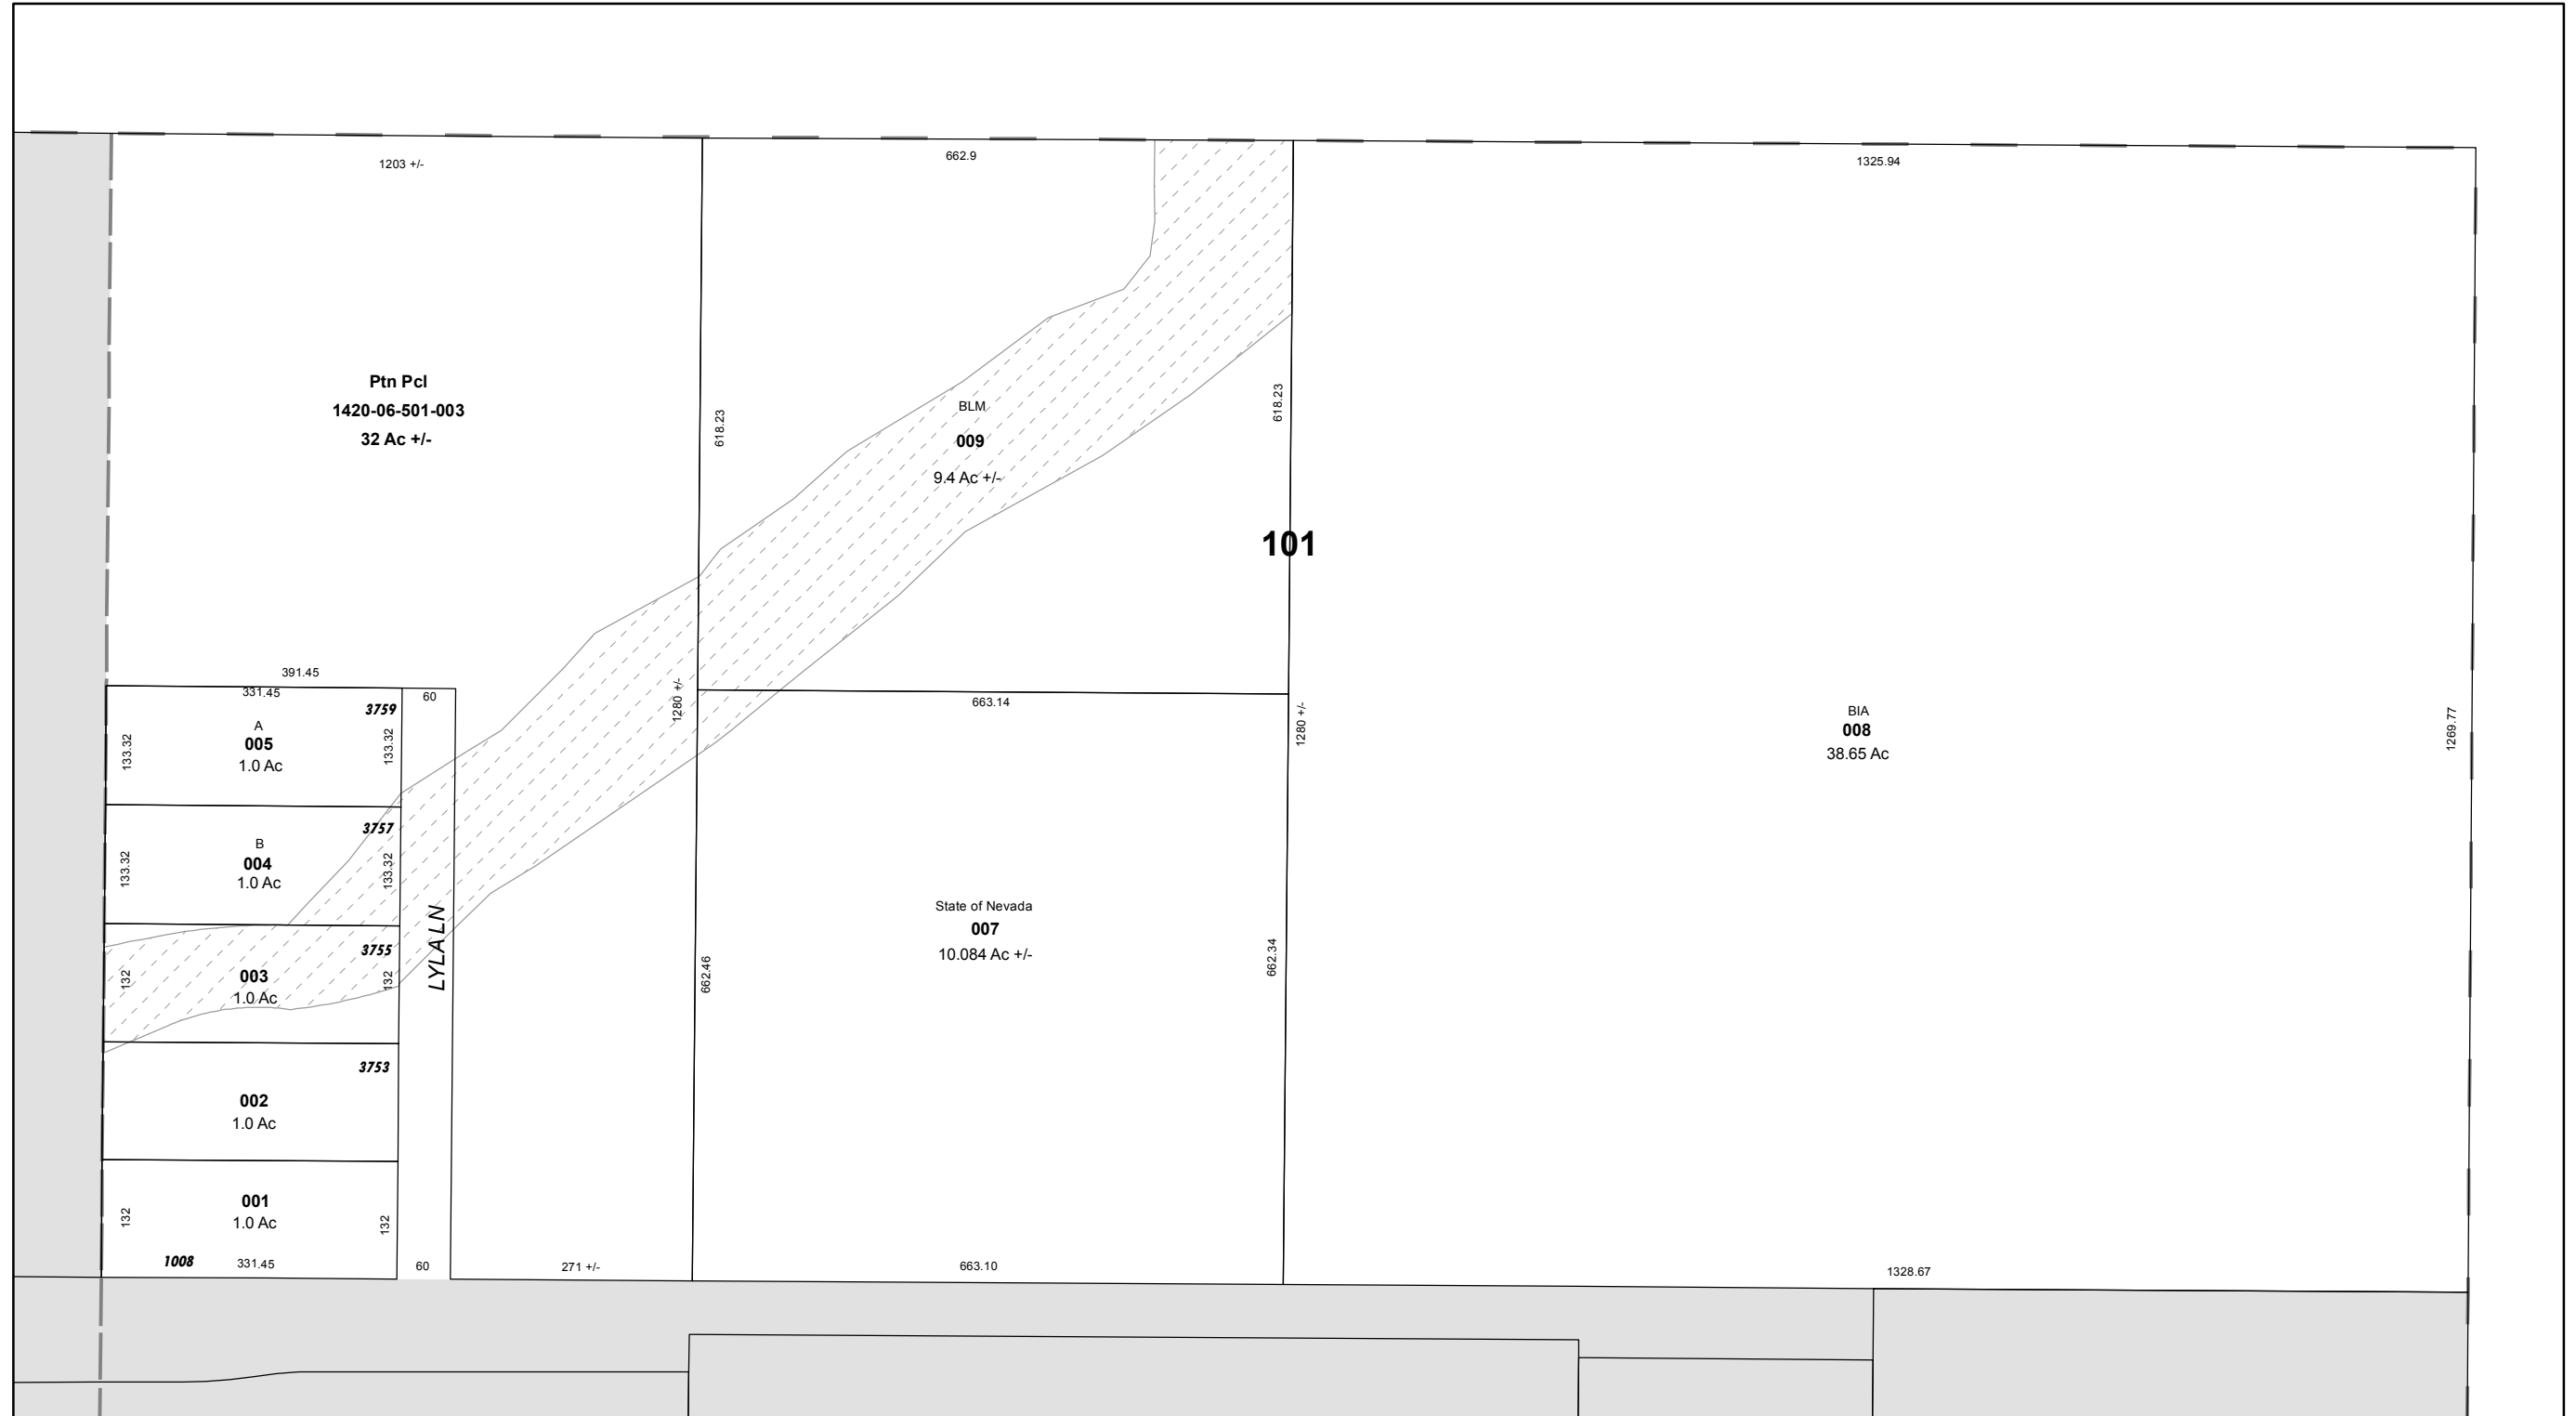 1203 +/-
662.9
1325.94
Ptn Pcl
1420-06-501-003
32 Ac +/-
618.23
BLM
009
9.4 Ac +/-
618.23
101
391.45
331.45
60
3759
A
005
1.0 Ac
133.32
133.32
1280 +/-
663.14
1280 +/-
BIA
008
38.65 Ac
1269.77
3757
B
004
1.0 Ac
133.32
133.32
LYLA LN
3755
003
1.0 Ac
132
132
State of Nevada
007
10.084 Ac +/-
662.46
662.34
3753
002
1.0 Ac
001
1.0 Ac
132
132
1008
331.45
60
271 +/-
663.10
1328.67